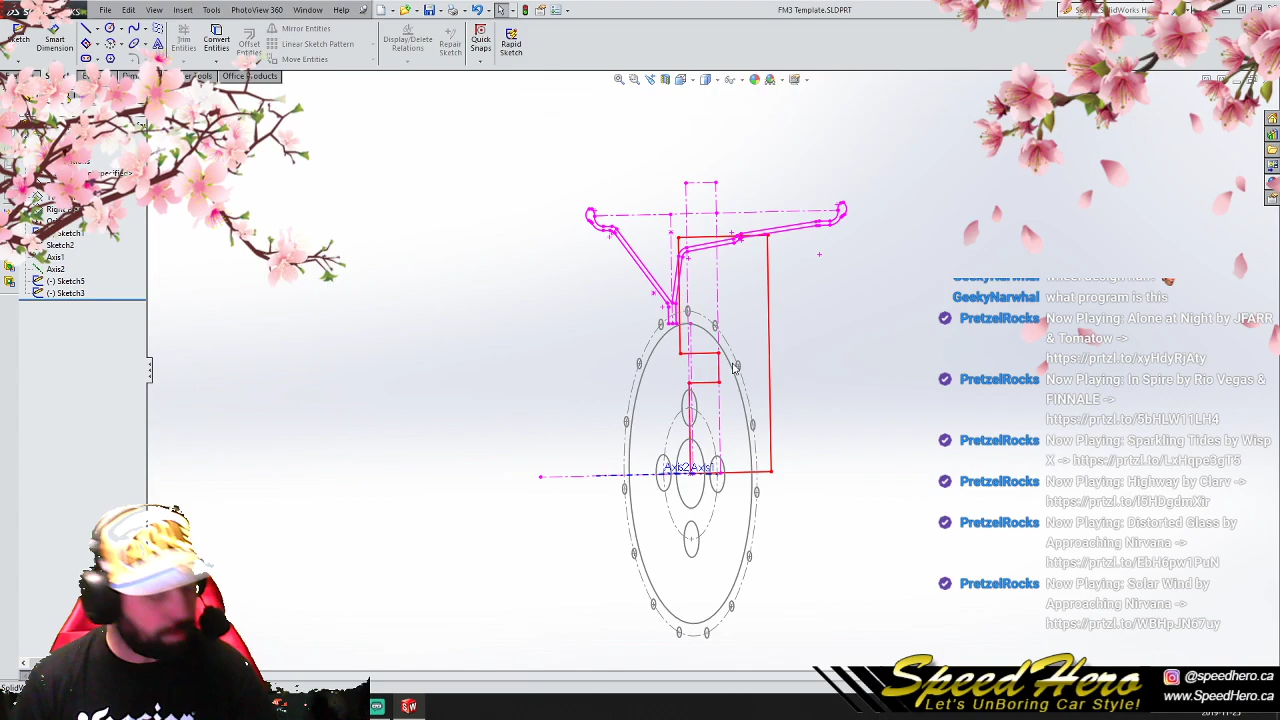 File Edit View Insert Tools PhotoView 360 Window Help
FM3 Template.SLDPRT
Smart Dimension
Trim Entities
Convert Entities
Offset Entities
Mirror Entities
Linear Sketch Pattern
Move Entities
Display/Delete Relations
Repair Sketch
Quick Snaps
Rapid Sketch
Office Products
Sketch2
Axis1
Axis2
(-) Sketch5
(-) Sketch3
Axis2 Axis1
GeekyNarwhal
GeekyNarwhal what program is this
PretzelRocks Now Playing: Alone at Night by JFARR
& Tomatow ->
https://prtzl.to/xyHdyRjAty
PretzelRocks Now Playing: In Spire by Rio Vegas &
FINNALE ->
https://prtzl.to/5bHLW11LH4
PretzelRocks Now Playing: Sparkling Tides by Wisp
X -> https://prtzl.to/LxHqpe3gT5
PretzelRocks Now Playing: Highway by Clarv ->
https://prtzl.to/I5HDgdmXir
PretzelRocks Now Playing: Distorted Glass by
Approaching Nirvana ->
https://prtzl.to/EbH6pw1PuN
PretzelRocks Now Playing: Solar Wind by
Approaching Nirvana ->
https://prtzl.to/WBHpJN67uy
SpeedHero
Let's UnBoring Car Style!
@speedhero.ca
www.SpeedHero.ca